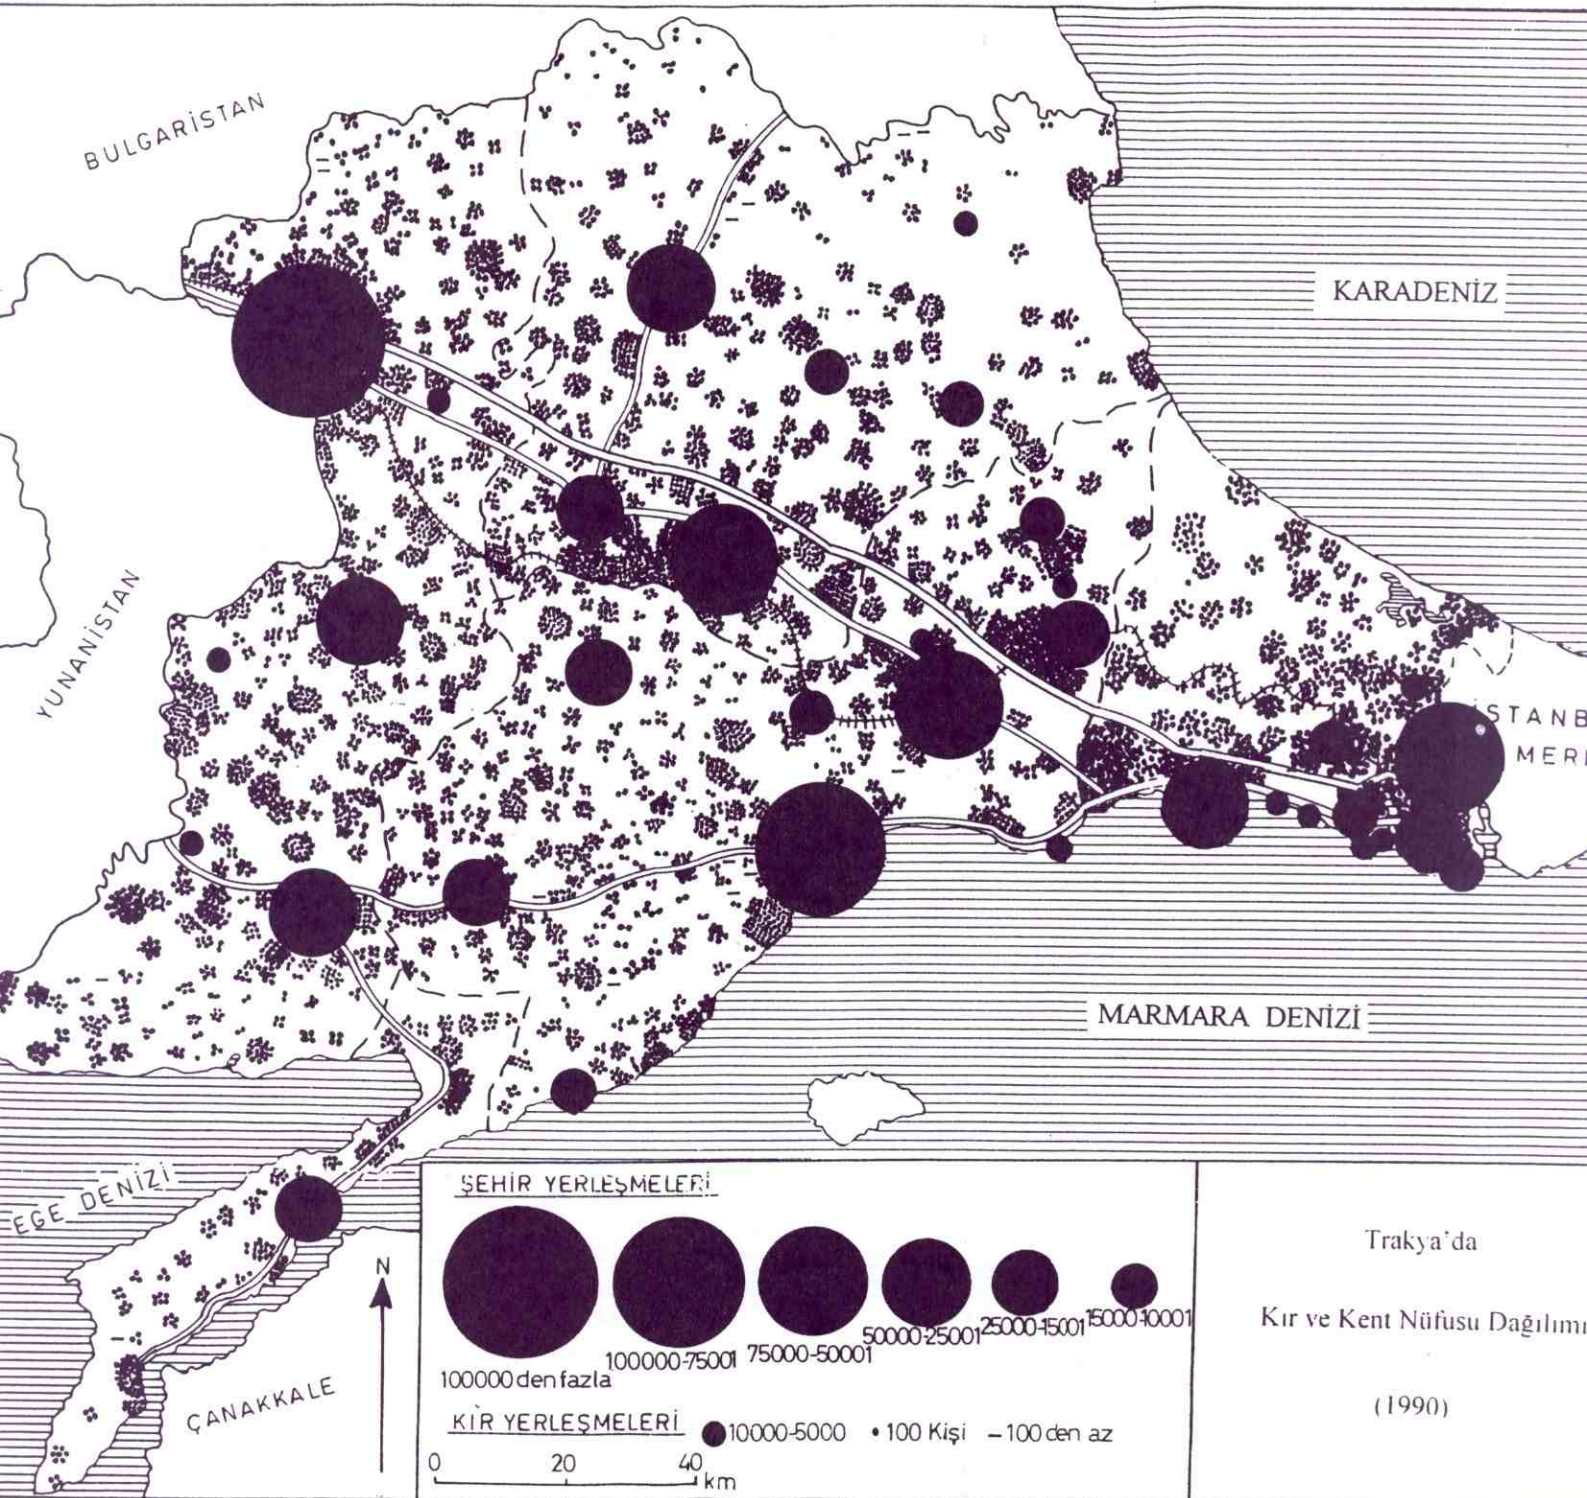 BULGARİSTAN
KARADENİZ
YUNANİSTAN
İSTANB
MER
MARMARA DENİZİ
EGE DENİZİ
ÇANAKKALE
N
ŞEHİR YERLEŞMELERİ
100000 den fazla
100000-75001
75000-50001
50000-25001
25000-15001
15000-10001
KIR YERLEŞMELERİ
10000-5000
• 100 Kişi
– 100 den az
0 20 40 km
Trakya'da
Kır ve Kent Nüfusu Dağılımı
(1990)